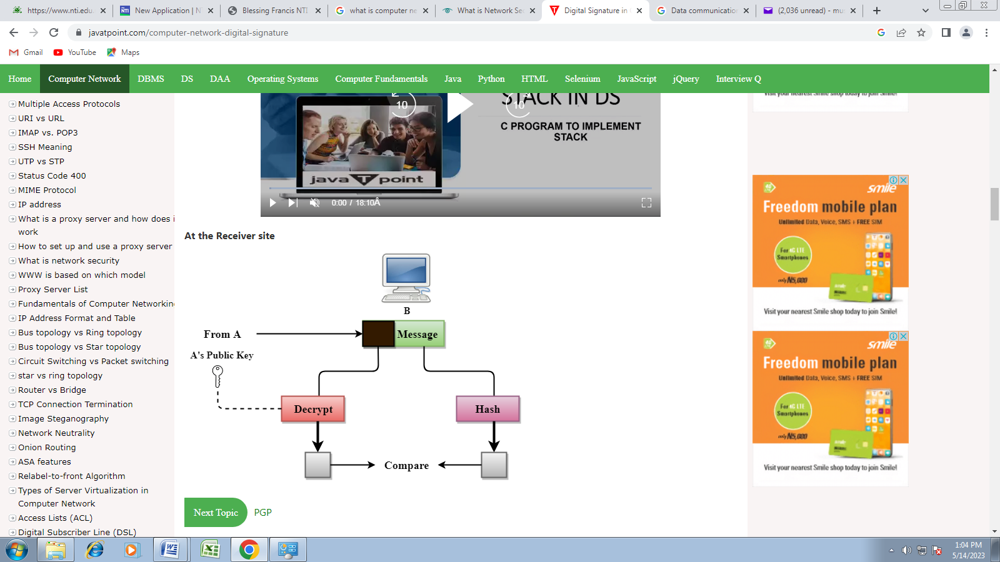 https://www.nti.edu.
New Application | N
Blessing Francis NTI
what is computer ne
What is Network Sec
Digital Signature in
Data communication
(2,036 unread) - mu
javatpoint.com/computer-network-digital-signature
Gmail
YouTube
Maps
Home
Computer Network
DBMS
DS
DAA
Operating Systems
Computer Fundamentals
Java
Python
HTML
Selenium
JavaScript
jQuery
Interview Q
Multiple Access Protocols
URI vs URL
IMAP vs. POP3
SSH Meaning
UTP vs STP
Status Code 400
MIME Protocol
IP address
What is a proxy server and how does i
work
How to set up and use a proxy server
What is network security
WWW is based on which model
Proxy Server List
Fundamentals of Computer Networkin
IP Address Format and Table
Bus topology vs Ring topology
Bus topology vs Star topology
Circuit Switching vs Packet switching
star vs ring topology
Router vs Bridge
TCP Connection Termination
Image Steganography
Network Neutrality
Onion Routing
ASA features
Relabel-to-front Algorithm
Types of Server Virtualization in
Computer Network
Access Lists (ACL)
Digital Subscriber Line (DSL)
10
10
STACK IN DS
C PROGRAM TO IMPLEMENT
STACK
java T point
0:00 / 18:10Â
At the Receiver site
B
From A
Message
A's Public Key
Decrypt
Hash
Compare
Next Topic
PGP
Visit your nearest Smile shop today to join Smile!
smile
Freedom mobile plan
Unlimited Data, Voice, SMS + FREE SIM
For 4G LTE
Smartphones
only ₦5,000
Visit your nearest Smile shop today to join Smile!
smile
Freedom mobile plan
Unlimited Data, Voice, SMS + FREE SIM
For 4G LTE
Smartphones
only ₦5,000
Visit your nearest Smile shop today to join Smile!
1:04 PM
5/14/2023